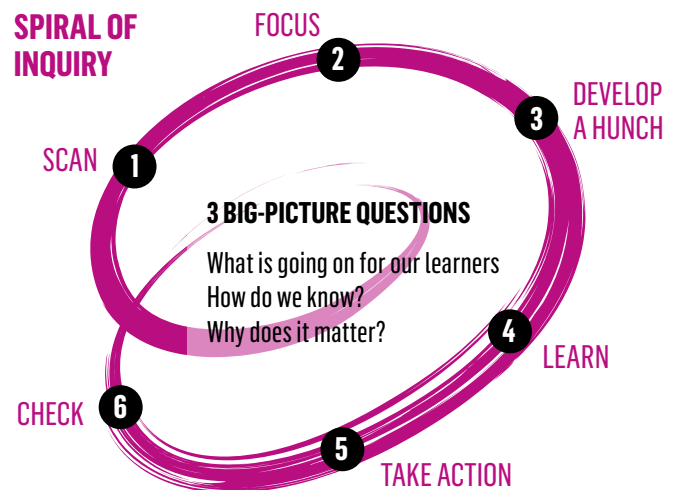 SPIRAL OF
INQUIRY
FOCUS
2
DEVELOP
A HUNCH
3
SCAN
1
3 BIG-PICTURE QUESTIONS
What is going on for our learners
How do we know?
Why does it matter?
4
LEARN
CHECK
6
5
TAKE ACTION